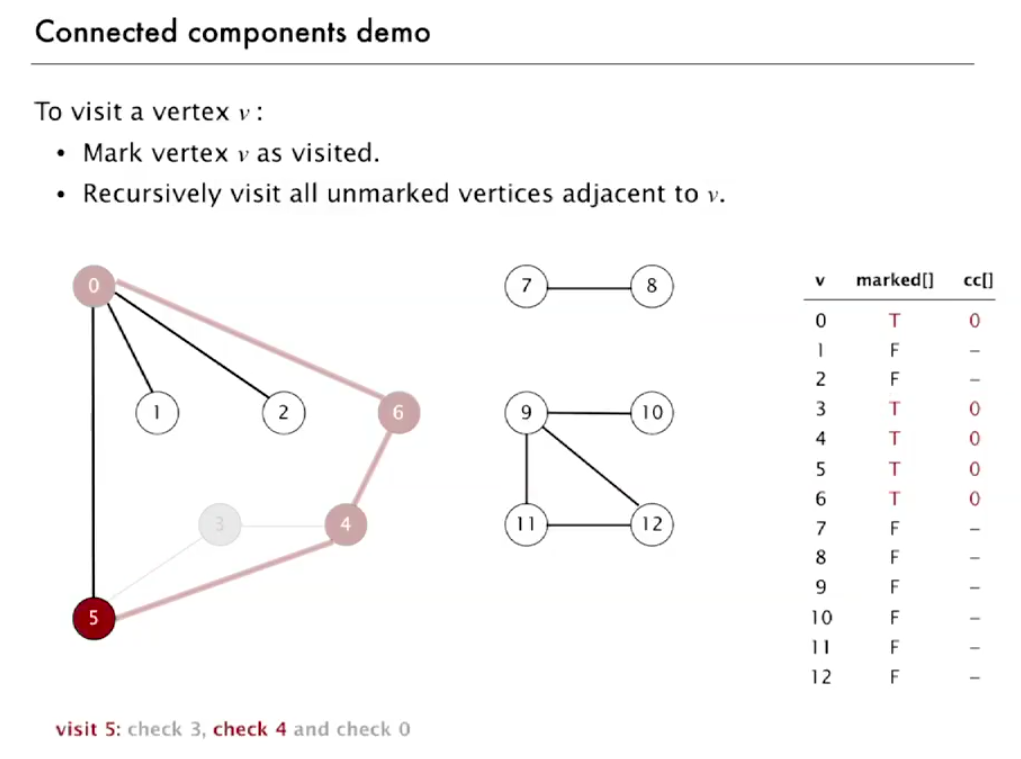 Connected components demo
To visit a vertex v :
• Mark vertex v as visited.
• Recursively visit all unmarked vertices adjacent to v.
0
7 8
1 2 6
9 10
3 4
11 12
5
v marked[] cc[]
0 T 0
1 F –
2 F –
3 T 0
4 T 0
5 T 0
6 T 0
7 F –
8 F –
9 F –
10 F –
11 F –
12 F –
visit 5: check 3, check 4 and check 0